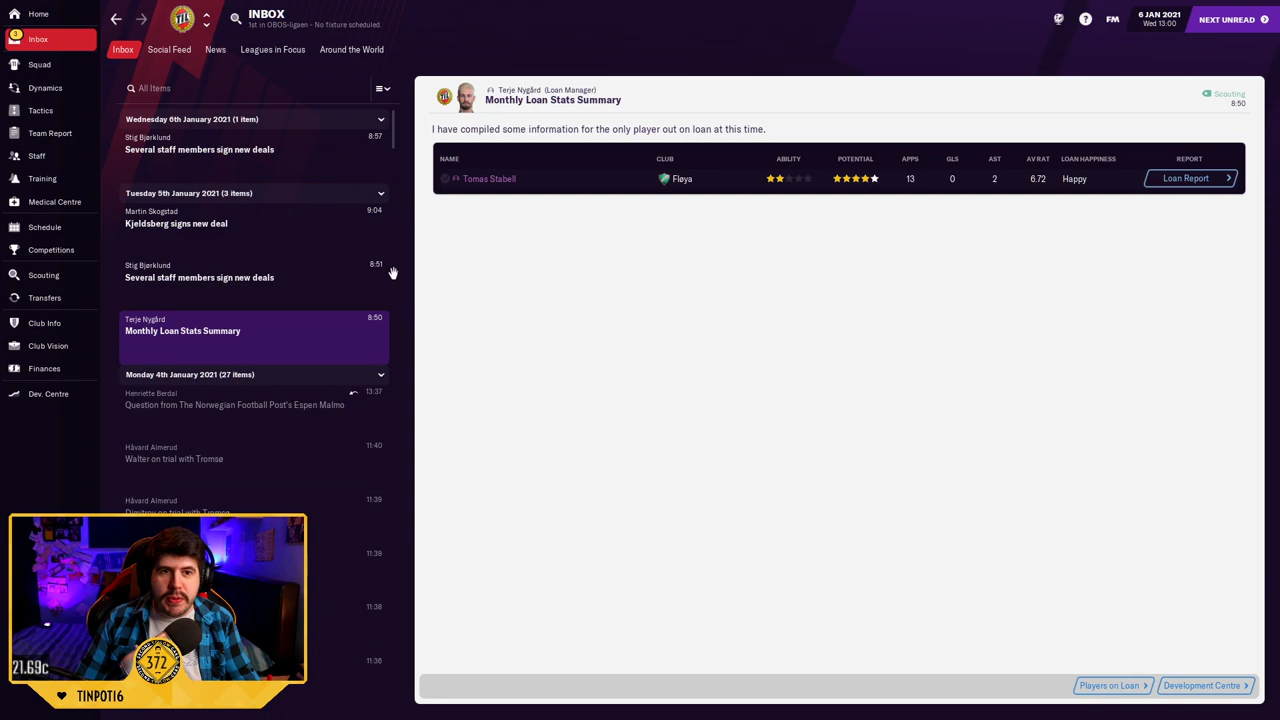 Home
TIL
INBOX
1st in OBOS-ligaen - No fixture scheduled.
FM
6 JAN 2021
Wed 13:00
NEXT UNREAD
3
Inbox
Squad
Dynamics
Tactics
Team Report
Staff
Training
Medical Centre
Schedule
Competitions
Scouting
Transfers
Club Info
Club Vision
Finances
Dev. Centre
Inbox
Social Feed
News
Leagues in Focus
Around the World
All Items
Wednesday 6th January 2021 (1 item)
Stig Bjørklund
8:57
Several staff members sign new deals
Tuesday 5th January 2021 (3 items)
Martin Skogstad
9:04
Kjeldsberg signs new deal
Stig Bjørklund
8:51
Several staff members sign new deals
Terje Nygård
8:50
Monthly Loan Stats Summary
Monday 4th January 2021 (27 items)
Henriette Berdal
13:37
Question from The Norwegian Football Post's Espen Malmo
Håvard Almerud
11:40
Walter on trial with Tromsø
Håvard Almerud
11:39
Dimitrov on trial with Tromsø
11:39
11:38
11:36
Terje Nygård (Loan Manager)
Monthly Loan Stats Summary
Scouting
8:50
I have compiled some information for the only player out on loan at this time.
NAME CLUB ABILITY POTENTIAL APPS GLS AST AV RAT LOAN HAPPINESS REPORT
Tomas Stabell Fløya 13 0 2 6.72 Happy Loan Report
Players on Loan
Development Centre
21.69c
372
TINPOT16